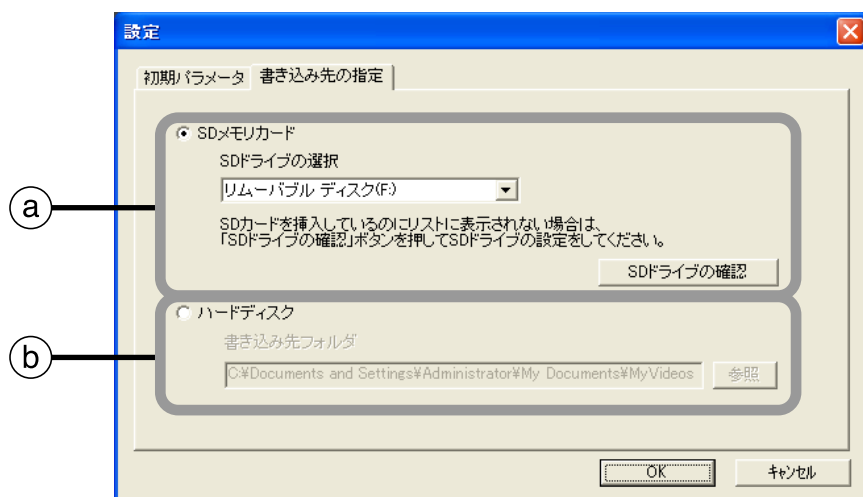 設定
初期パラメータ 書き込み先の指定
a
SDメモリカード
SDドライブの選択
リムーバブル ディスク(F:)
SDカードを挿入しているのにリストに表示されない場合は、
「SDドライブの確認」ボタンを押してSDドライブの設定をしてください。
SDドライブの確認
b
ハードディスク
書き込み先フォルダ
C:¥Documents and Settings¥Administrator¥My Documents¥MyVideos 参照
OK キャンセル